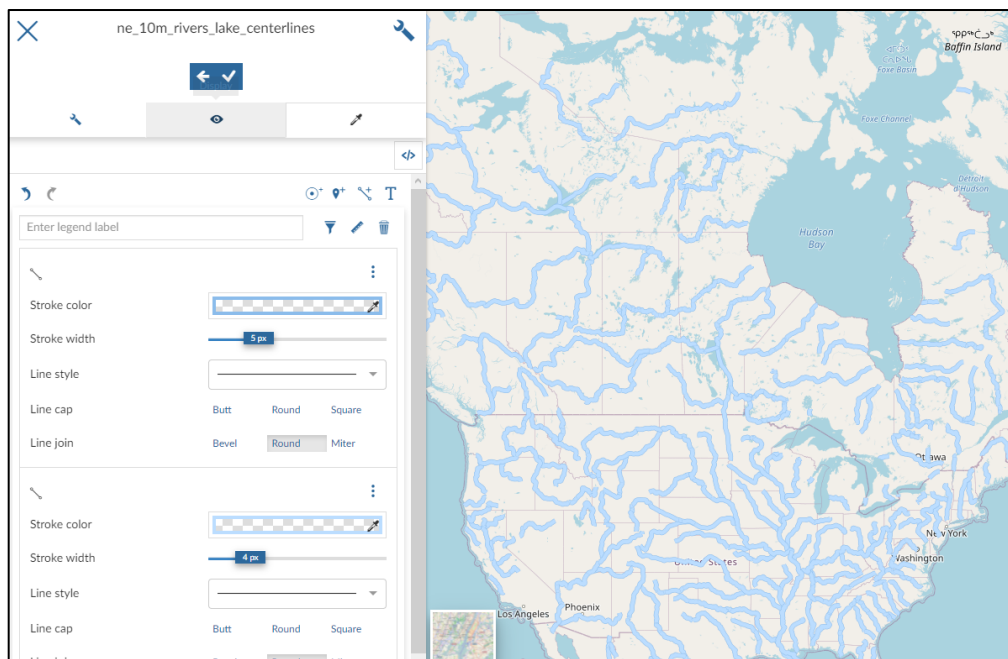 ne_10m_rivers_lake_centerlines
</>
T
Enter legend label
Stroke color
Stroke width
5 px
Line style
Line cap
Butt Round Square
Line join
Bevel Round Miter
Stroke color
Stroke width
4 px
Line style
Line cap
Butt Round Square
Baffin Island
Foxe Basin
Foxe Channel
Detroit
d'Hudson
Hudson
Bay
Ottawa
New York
Washington
United States
Los Angeles
Phoenix